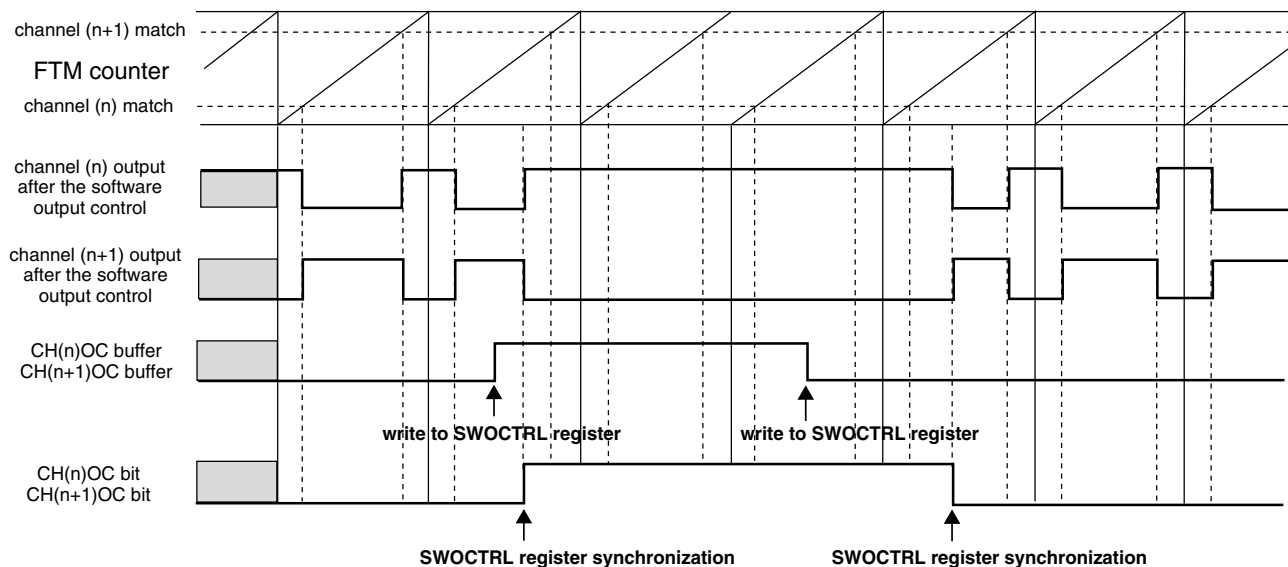 channel (n+1) match
FTM counter
channel (n) match
channel (n) output
after the software
output control
channel (n+1) output
after the software
output control
CH(n)OC buffer
CH(n+1)OC buffer
write to SWOCTRL register
write to SWOCTRL register
CH(n)OC bit
CH(n+1)OC bit
SWOCTRL register synchronization
SWOCTRL register synchronization